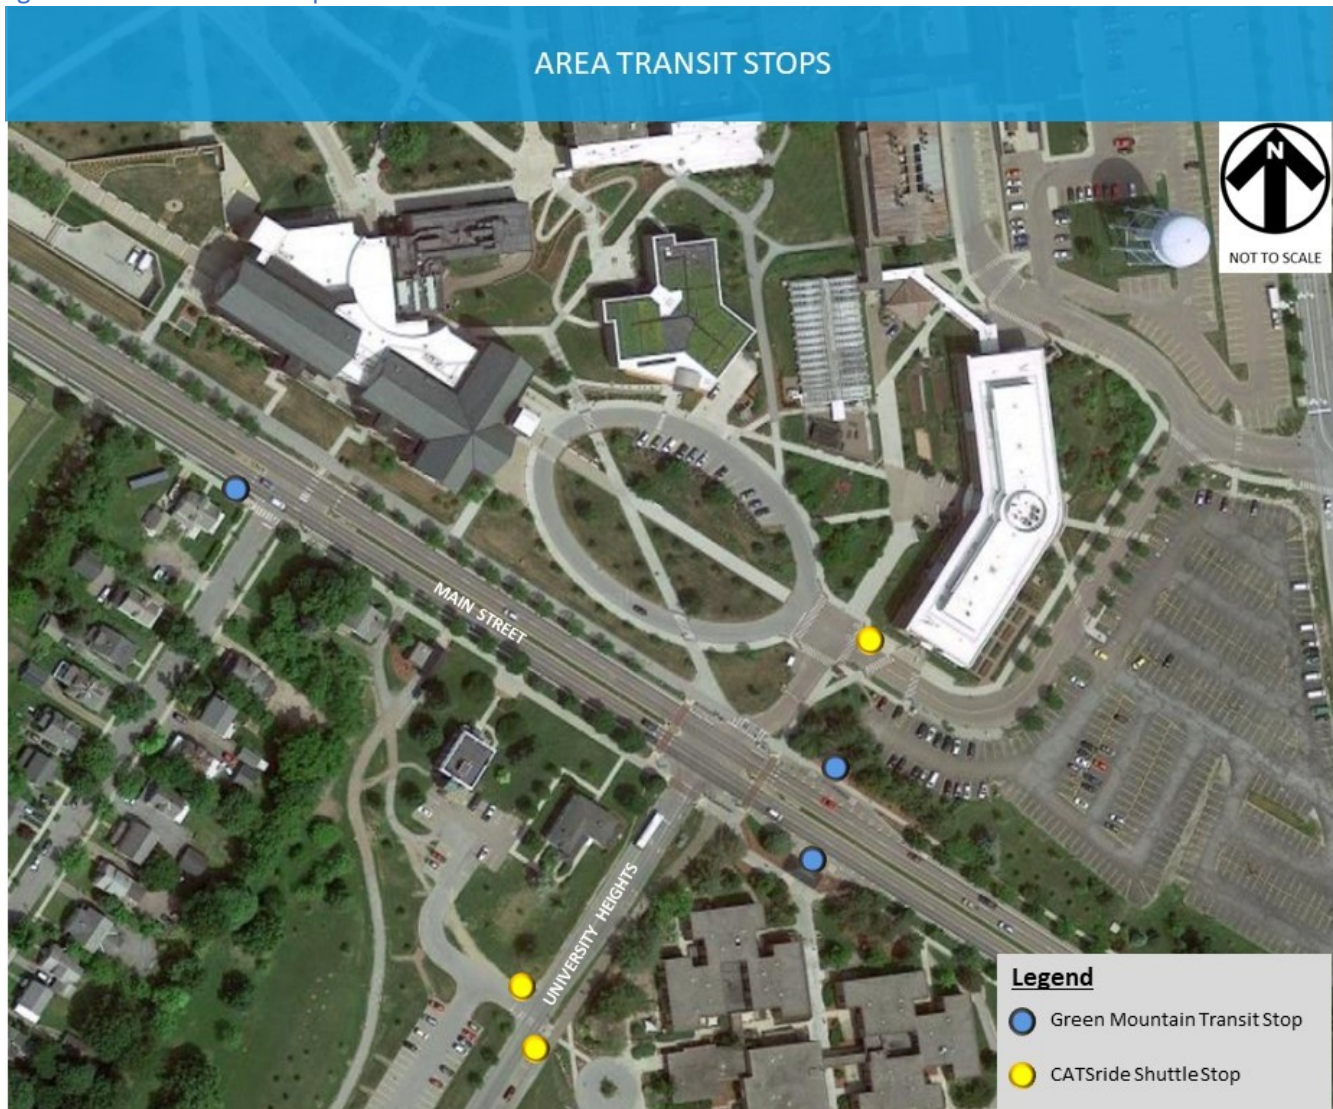 AREA TRANSIT STOPS
N
NOT TO SCALE
MAIN STREET
UNIVERSITY HEIGHTS
Legend
Green Mountain Transit Stop
CATSride Shuttle Stop